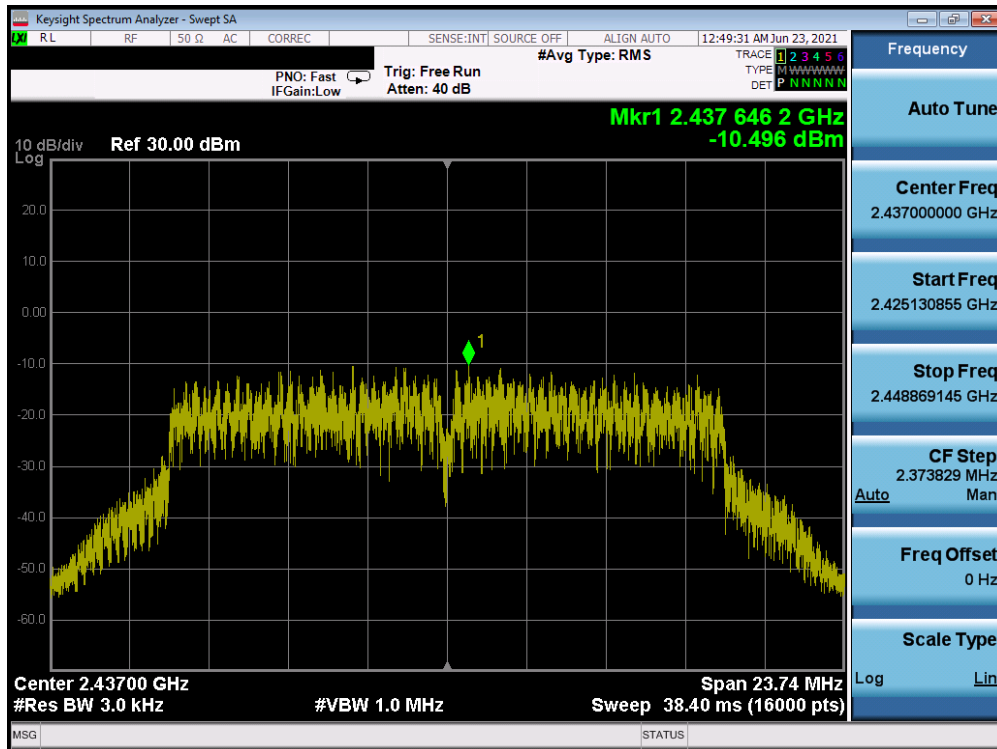 Keysight Spectrum Analyzer - Swept SA
LXI RL RF 50 Ω AC CORREC SENSE:INT SOURCE OFF ALIGN AUTO 12:49:31 AM Jun 23, 2021
#Avg Type: RMS
TRACE 1 2 3 4 5 6
PNO: Fast Trig: Free Run
TYPE M W W W W W
IFGain:Low Atten: 40 dB
DET P N N N N N
Mkr1 2.437 646 2 GHz
-10.496 dBm
10 dB/div Ref 30.00 dBm
Log
20.0
10.0
0.00
1
-10.0
-20.0
-30.0
-40.0
-50.0
-60.0
Center 2.43700 GHz Span 23.74 MHz
#Res BW 3.0 kHz #VBW 1.0 MHz Sweep 38.40 ms (16000 pts)
MSG STATUS
Frequency
Auto Tune
Center Freq
2.437000000 GHz
Start Freq
2.425130855 GHz
Stop Freq
2.448869145 GHz
CF Step
2.373829 MHz
Auto Man
Freq Offset
0 Hz
Scale Type
Log Lin